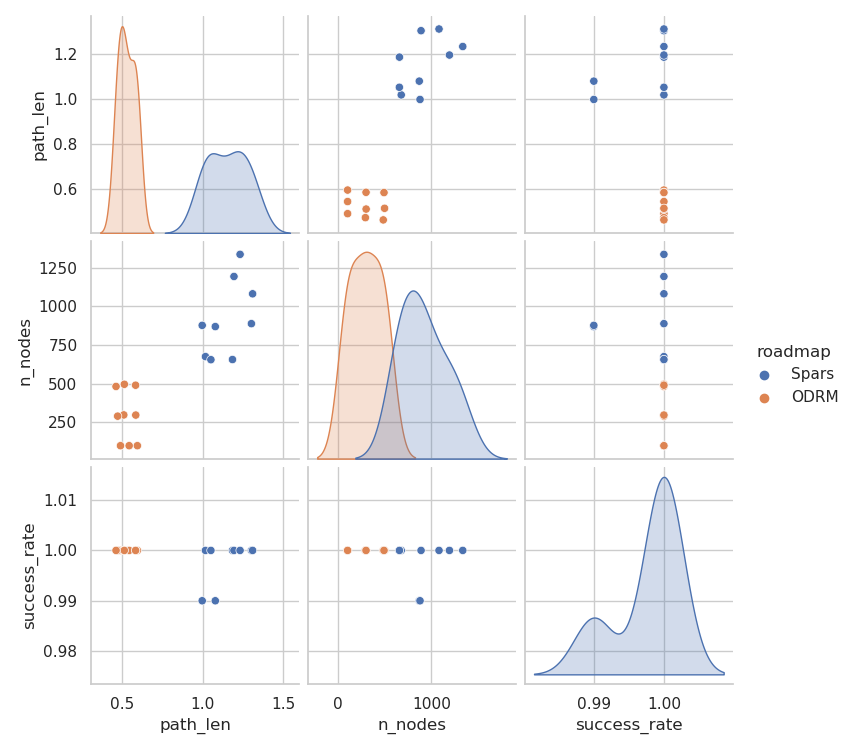 path_len
1.2
1.0
0.8
0.6
n_nodes
1250
1000
750
500
250
roadmap
Spars
ODRM
success_rate
1.01
1.00
0.99
0.98
0.5 1.0 1.5
0 1000
0.99 1.00
path_len n_nodes success_rate